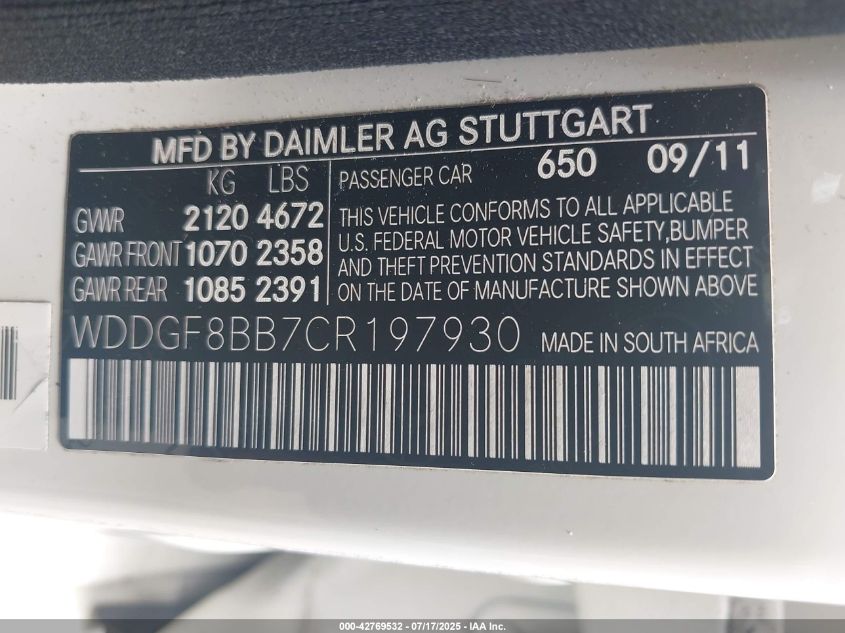 MFD BY DAIMLER AG STUTTGART
KG LBS
GVWR 2120 4672
GAWR FRONT 1070 2358
GAWR REAR 1085 2391
PASSENGER CAR 650 09/11
THIS VEHICLE CONFORMS TO ALL APPLICABLE
U.S. FEDERAL MOTOR VEHICLE SAFETY,BUMPER
AND THEFT PREVENTION STANDARDS IN EFFECT
ON THE DATE OF MANUFACTURE SHOWN ABOVE
WDDGF8BB7CR197930 MADE IN SOUTH AFRICA
000-42769532 / 07/17/2025 - IAA Inc.